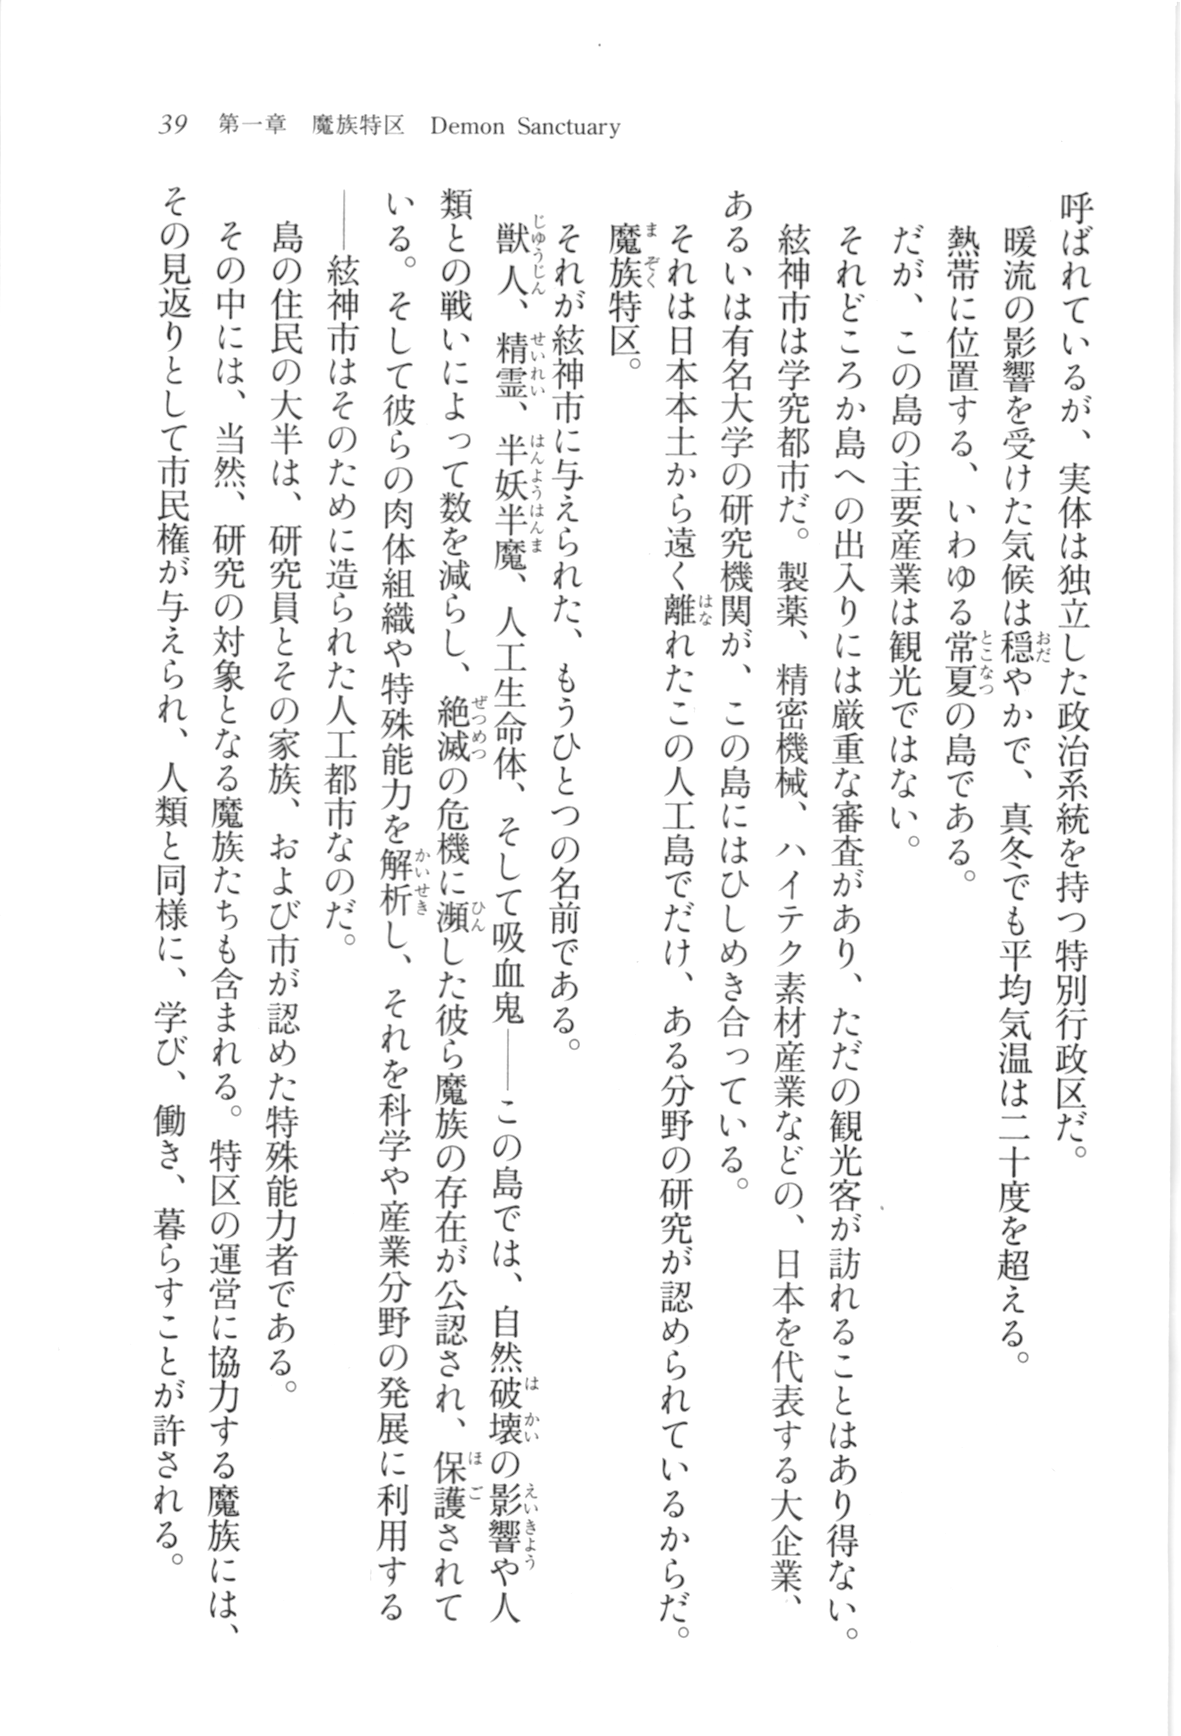 39 第一章 魔族特区 Demon Sanctuary
呼ばれているが、実体は独立した政治系統を持つ特別行政区だ。
暖流の影響を受けた気候は穏やかで、真冬でも平均気温は二十度を超える。
熱帯に位置する、いわゆる常夏の島である。
だが、この島の主要産業は観光ではない。
それどころか島への出入りには厳重な審査があり、ただの観光客が訪れることはあり得ない。
絃神市は学究都市だ。製薬、精密機械、ハイテク素材産業などの、日本を代表する大企業、
あるいは有名大学の研究機関が、この島にはひしめき合っている。
それは日本本土から遠く離れたこの人工島でだけ、ある分野の研究が認められているからだ。
魔族特区。
それが絃神市に与えられた、もうひとつの名前である。
獣人、精霊、半妖半魔、人工生命体、そして吸血鬼――この島では、自然破壊の影響や人
類との戦いによって数を減らし、絶滅の危機に瀕した彼ら魔族の存在が公認され、保護されて
いる。そして彼らの肉体組織や特殊能力を解析し、それを科学や産業分野の発展に利用する
――絃神市はそのために造られた人工都市なのだ。
島の住民の大半は、研究員とその家族、および市が認めた特殊能力者である。
その中には、当然、研究の対象となる魔族たちも含まれる。特区の運営に協力する魔族には、
その見返りとして市民権が与えられ、人類と同様に、学び、働き、暮らすことが許される。